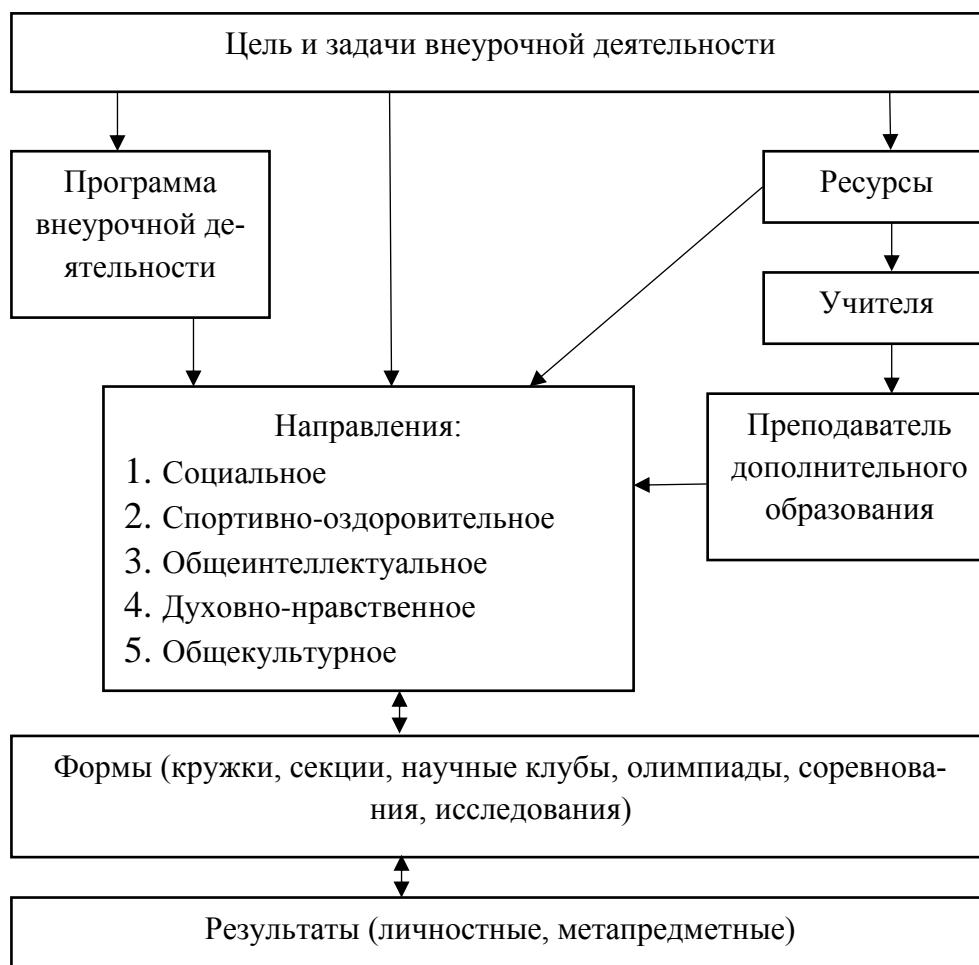 Цель и задачи внеурочной деятельности
Программа
внеурочной де-
ятельности
Ресурсы
Учителя
Преподаватель
дополнительного
образования
Направления:
1. Социальное
2. Спортивно-оздоровительное
3. Общеинтеллектуальное
4. Духовно-нравственное
5. Общекультурное
Формы (кружки, секции, научные клубы, олимпиады, соревнова-
ния, исследования)
Результаты (личностные, метапредметные)